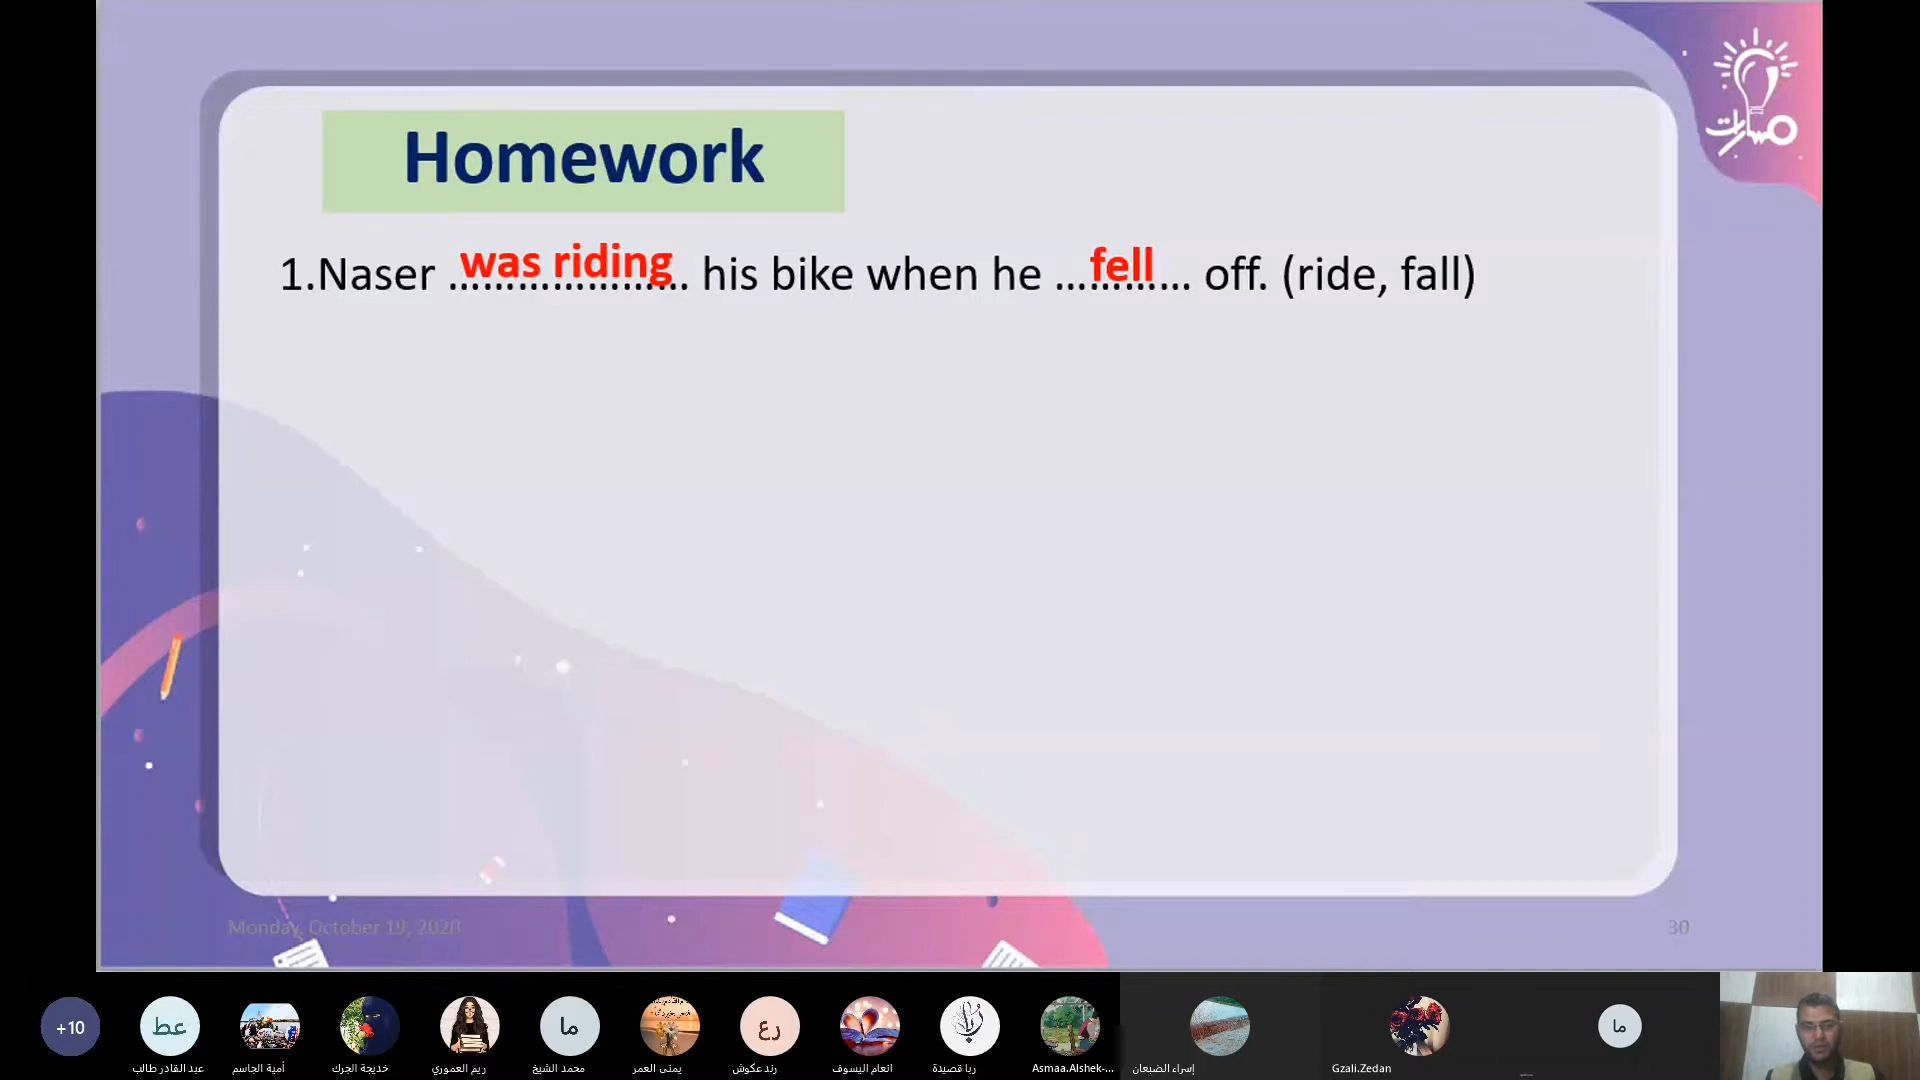 مسارات
Homework
1.Naser ..................... his bike when he ............ off. (ride, fall)
was riding
fell
Monday, October 19, 2020
30
+10
عط
ما
رع
ما
عبد القادر طالب
أمية الجاسم
خديجة الجرك
ريم العموري
محمد الشيخ
يمنى العمر
رند عكوش
انعام اليسوف
ربا قصيدة
Asmaa.Alshek-...
إسراء الضبعان
Gzali.Zedan